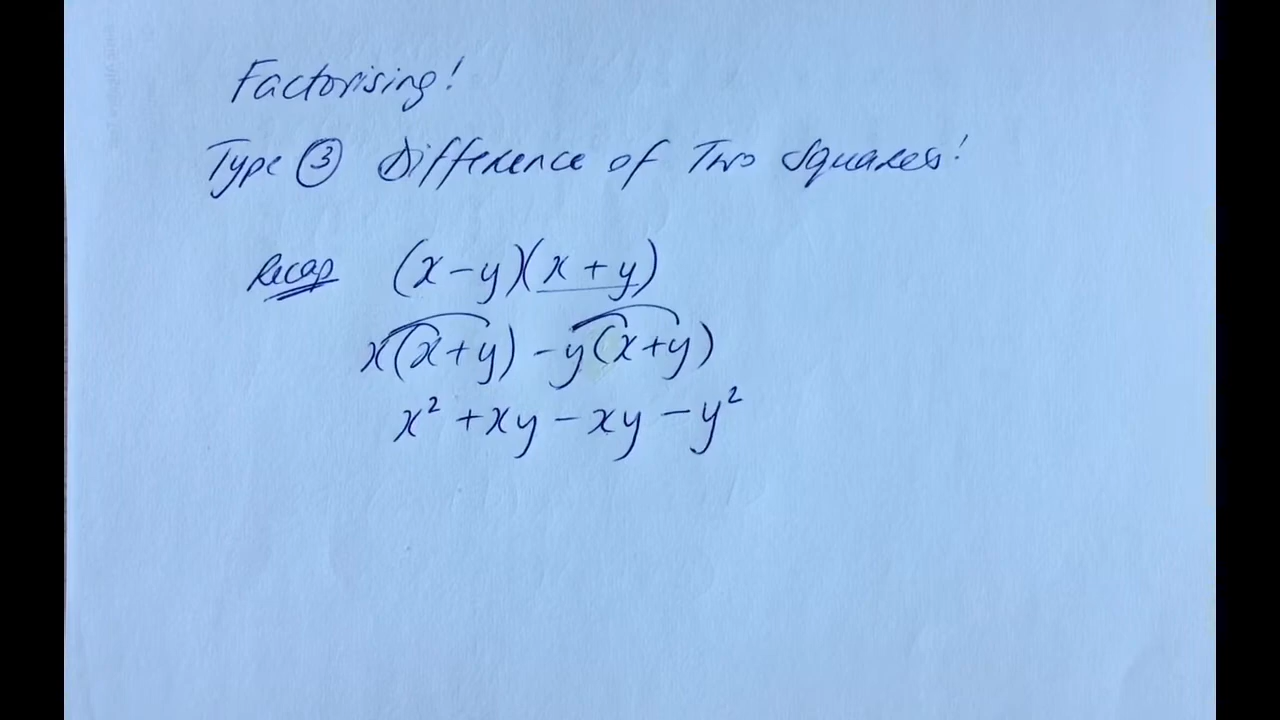 Factorising!
Type ③ Difference of Two Squares!
Recap (x-y)(x+y)
x(x+y) -y(x+y)
x² +xy -xy -y²